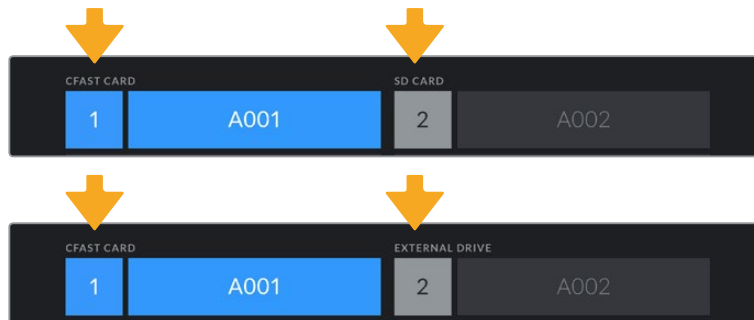 CFAST CARD SD CARD
1 A001 2 A002
CFAST CARD EXTERNAL DRIVE
1 A001 2 A002